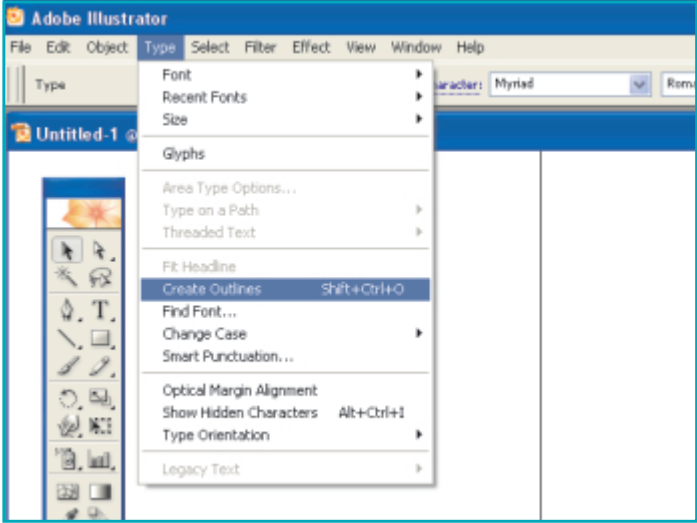 Adobe Illustrator
File Edit Object Type Select Filter Effect View Window Help
Type
aracter: Myriad Roma
Untitled-1 @
Font
Recent Fonts
Size
Glyphs
Area Type Options...
Type on a Path
Threaded Text
Fit Headline
Create Outlines Shift+Ctrl+O
Find Font...
Change Case
Smart Punctuation...
Optical Margin Alignment
Show Hidden Characters Alt+Ctrl+I
Type Orientation
Legacy Text
T